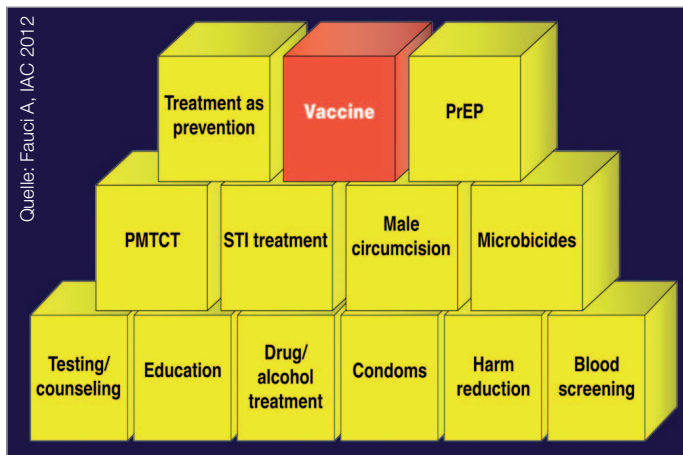 Quelle: Fauci A, IAC 2012
Treatment as
prevention
Vaccine
PrEP
PMTCT
STI treatment
Male
circumcision
Microbicides
Testing/
counseling
Education
Drug/
alcohol
treatment
Condoms
Harm
reduction
Blood
screening